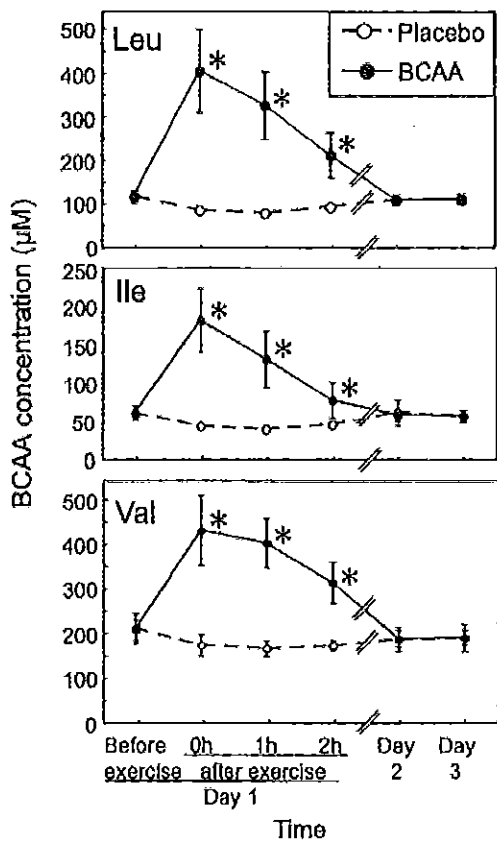 Leu
Placebo
BCAA
500
400
300
200
100
0
*
*
*
Ile
250
200
150
100
50
0
*
*
*
Val
500
400
300
200
100
0
*
*
*
BCAA concentration (µM)
Before 0h 1h 2h Day Day
exercise after exercise 2 3
Day 1
Time